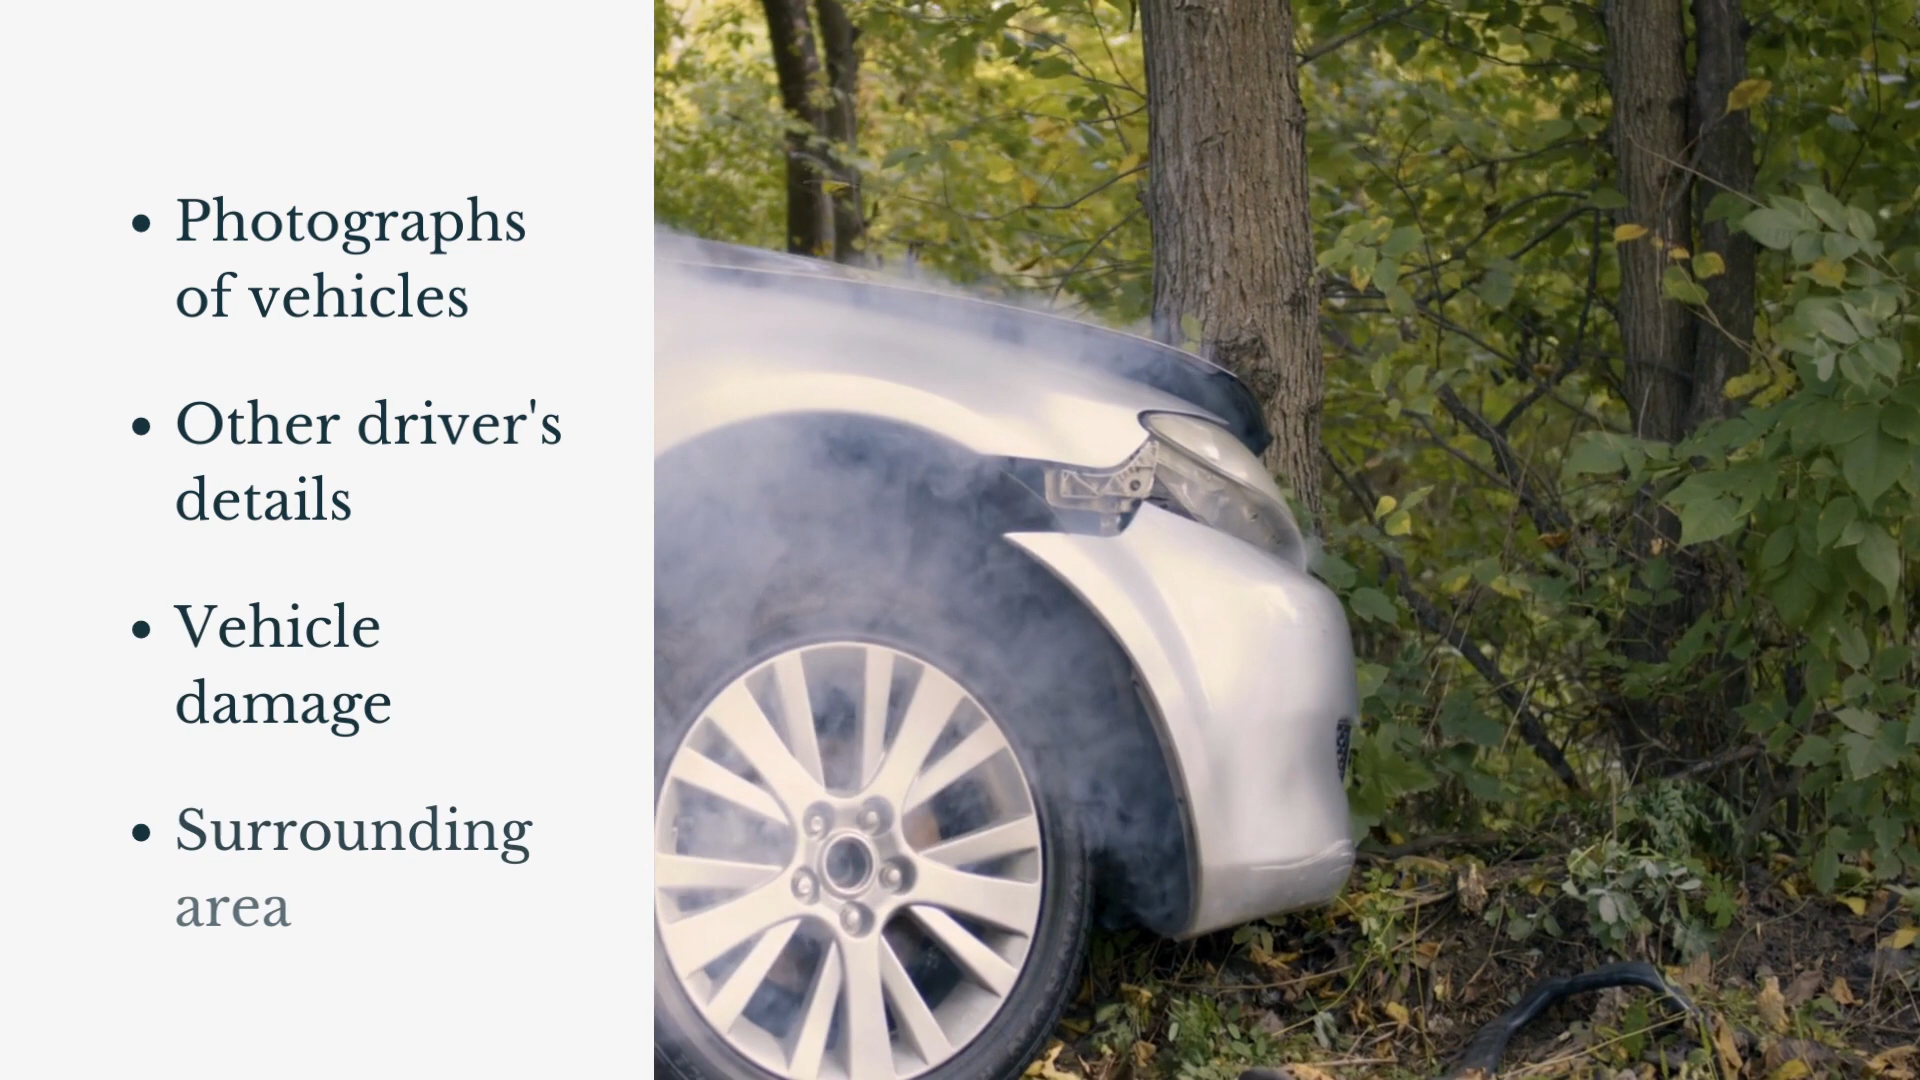 • Photographs
of vehicles
• Other driver's
details
• Vehicle
damage
• Surrounding
area